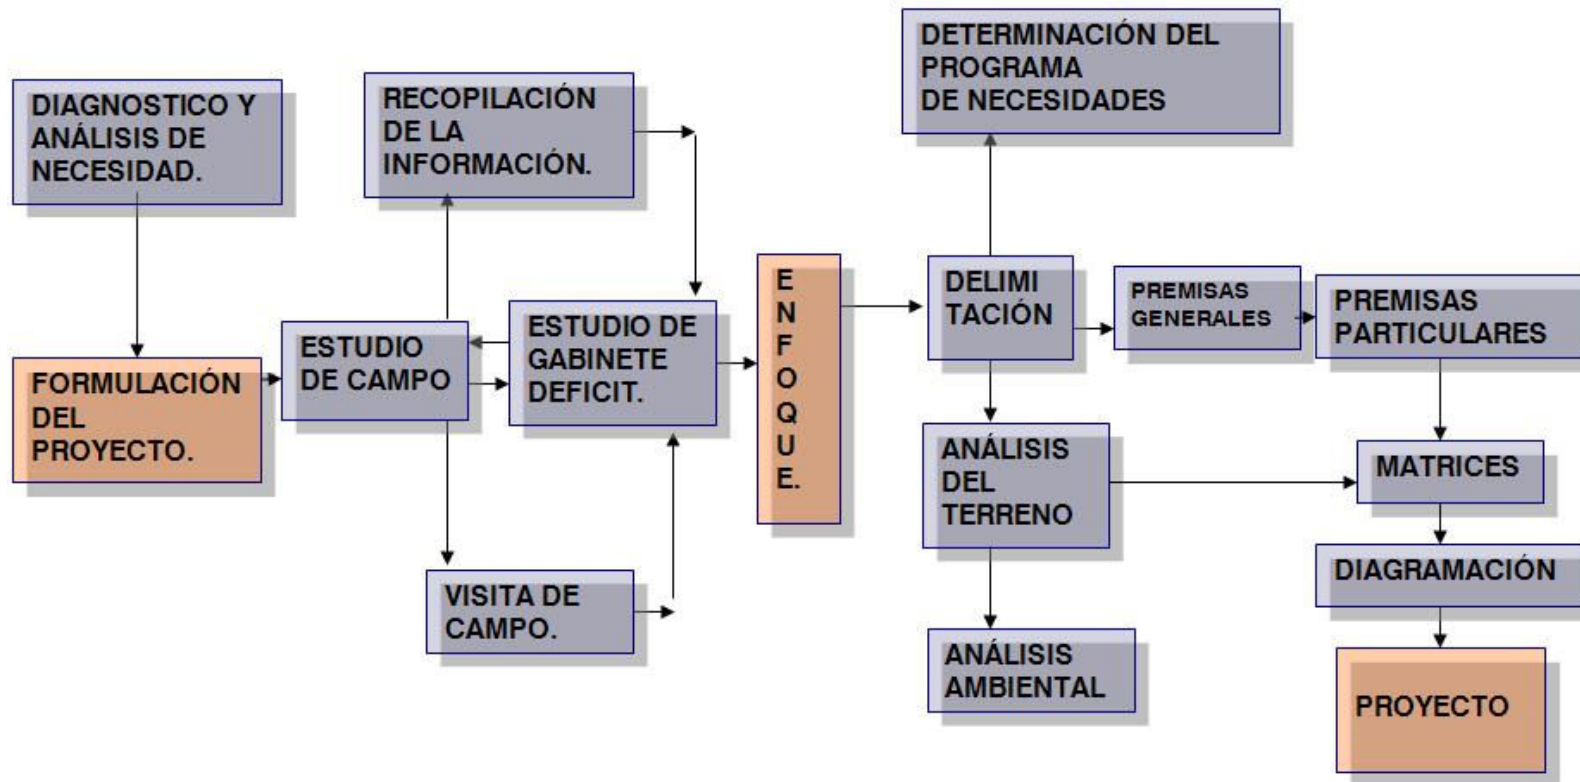 DIAGNOSTICO Y
ANÁLISIS DE
NECESIDAD.
FORMULACIÓN
DEL
PROYECTO.
RECOPILACIÓN
DE LA
INFORMACIÓN.
ESTUDIO
DE CAMPO
ESTUDIO DE
GABINETE
DEFICIT.
VISITA DE
CAMPO.
E
N
F
O
Q
U
E.
DETERMINACIÓN DEL
PROGRAMA
DE NECESIDADES
DELIMI
TACIÓN
PREMISAS
GENERALES
PREMISAS
PARTICULARES
ANÁLISIS
DEL
TERRENO
MATRICES
DIAGRAMACIÓN
ANÁLISIS
AMBIENTAL
PROYECTO